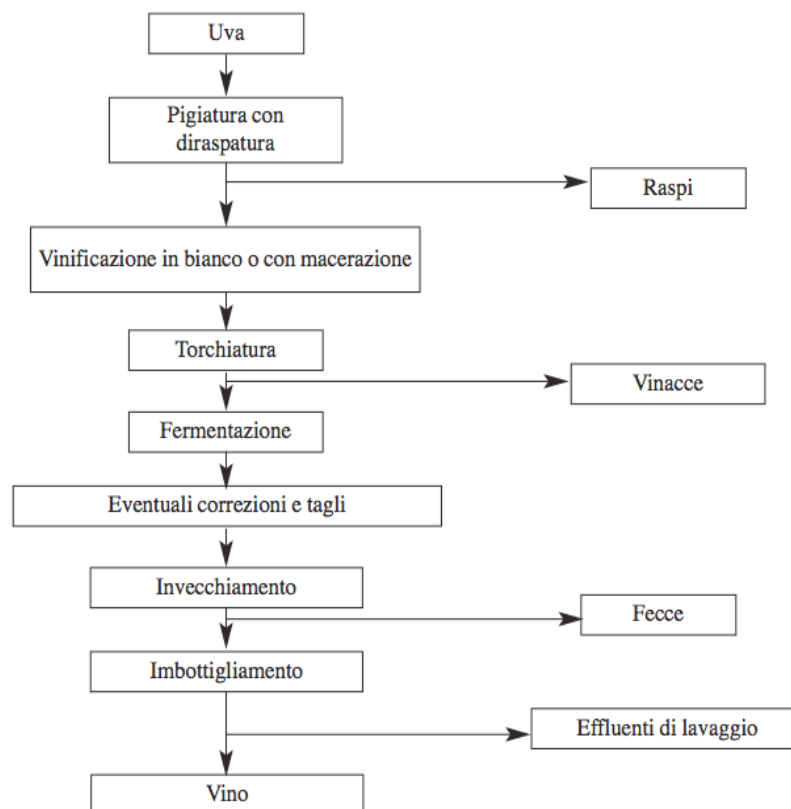 Uva
Pigiatura con
diraspatura
Raspi
Vinificazione in bianco o con macerazione
Torchiatura
Vinacce
Fermentazione
Eventuali correzioni e tagli
Invecchiamento
Fecce
Imbottigliamento
Effluenti di lavaggio
Vino